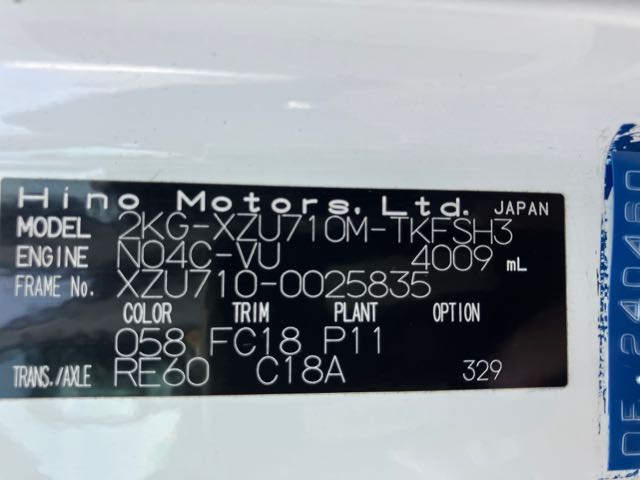 Hino Motors, Ltd. JAPAN
MODEL 2KG-XZU710M-TKFSH3
ENGINE N04C-VU 4009 mL
FRAME No. XZU710-0025835
COLOR TRIM PLANT OPTION
058 FC18 P11
TRANS./AXLE RE60 C18A 329